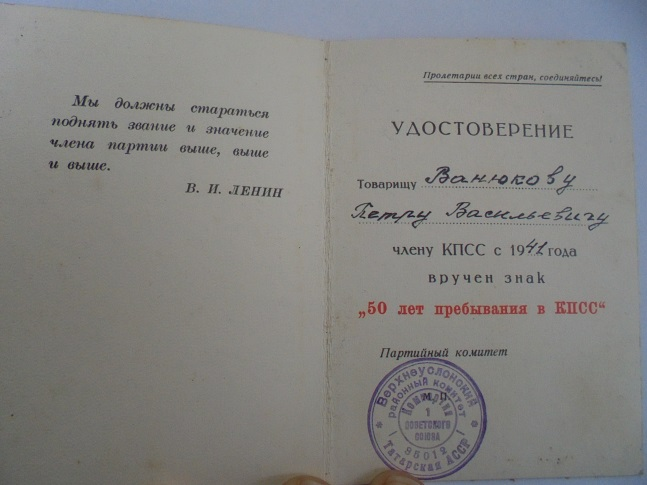 Мы должны стараться
поднять звание и значение
члена партии выше, выше
и выше.
В. И. ЛЕНИН
Пролетарии всех стран, соединяйтесь!
УДОСТОВЕРЕНИЕ
Товарищу Ванюкову
Петру Васильевичу
члену КПСС с 1941 года
вручен знак
„50 лет пребывания в КПСС“
Партийный комитет
М. П.
Верхнеуслонский
районный комитет
Компартия
Советского
Союза
Татарская АССР